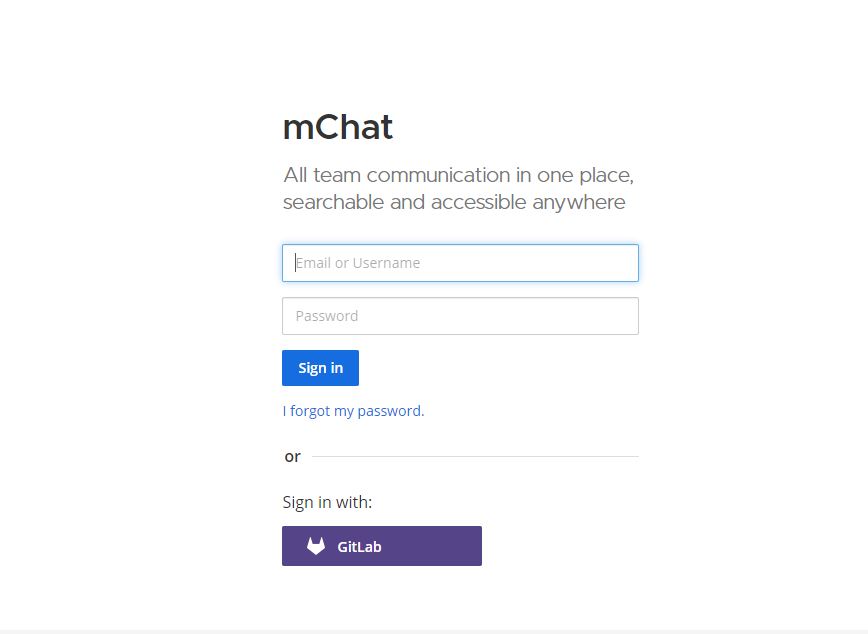 mChat
All team communication in one place,
searchable and accessible anywhere
Email or Username
Password
Sign in
I forgot my password.
or
Sign in with:
GitLab